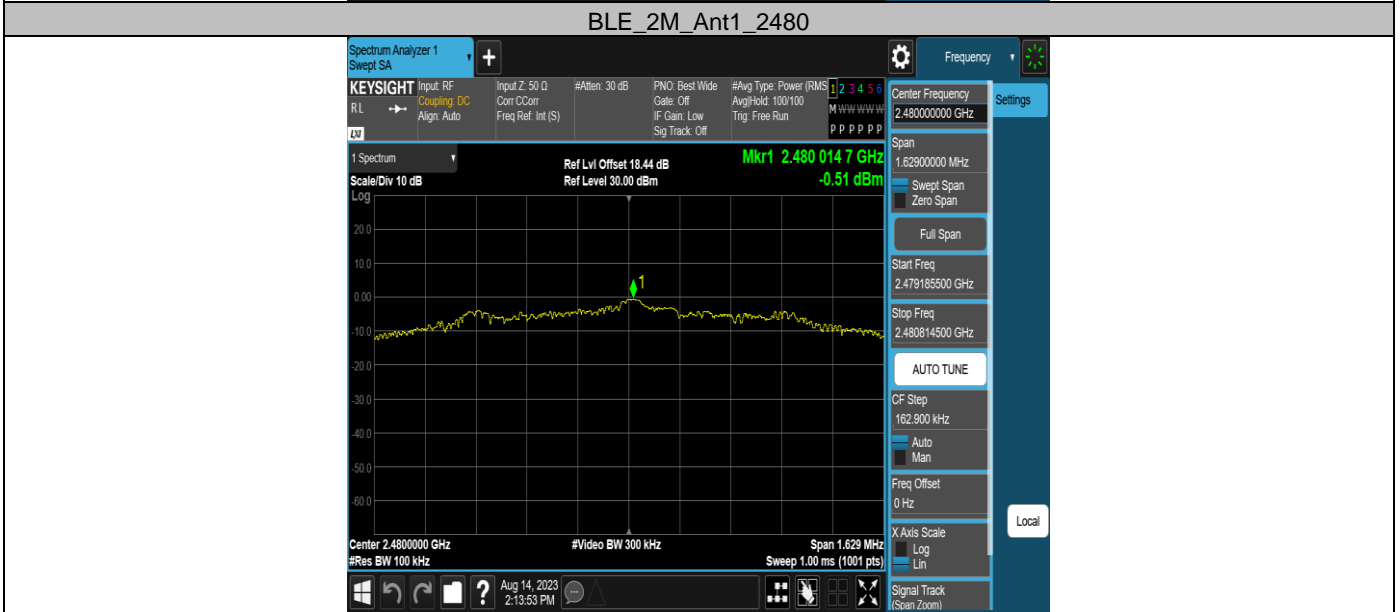 BLE_2M_Ant1_2480
Spectrum Analyzer 1
Swept SA
+
Frequency
KEYSIGHT
RL
LXI
Input: RF
Coupling: DC
Align: Auto
Input Z: 50 Ω
Corr CCorr
Freq Ref: Int (S)
#Atten: 30 dB
PNO: Best Wide
Gate: Off
IF Gain: Low
Sig Track: Off
#Avg Type: Power (RMS
Avg|Hold: 100/100
Trig: Free Run
1 2 3 4 5 6
M W W W W W
P P P P P P
1 Spectrum
Scale/Div 10 dB
Log
Ref Lvl Offset 18.44 dB
Ref Level 30.00 dBm
Mkr1 2.480 014 7 GHz
-0.51 dBm
20.0
10.0
0.00
-10.0
-20.0
-30.0
-40.0
-50.0
-60.0
1
Center 2.4800000 GHz
#Res BW 100 kHz
#Video BW 300 kHz
Span 1.629 MHz
Sweep 1.00 ms (1001 pts)
Center Frequency
2.480000000 GHz
Settings
Span
1.62900000 MHz
Swept Span
Zero Span
Full Span
Start Freq
2.479185500 GHz
Stop Freq
2.480814500 GHz
AUTO TUNE
CF Step
162.900 kHz
Auto
Man
Freq Offset
0 Hz
X Axis Scale
Log
Lin
Local
Signal Track
(Span Zoom)
?
Aug 14, 2023
2:13:53 PM